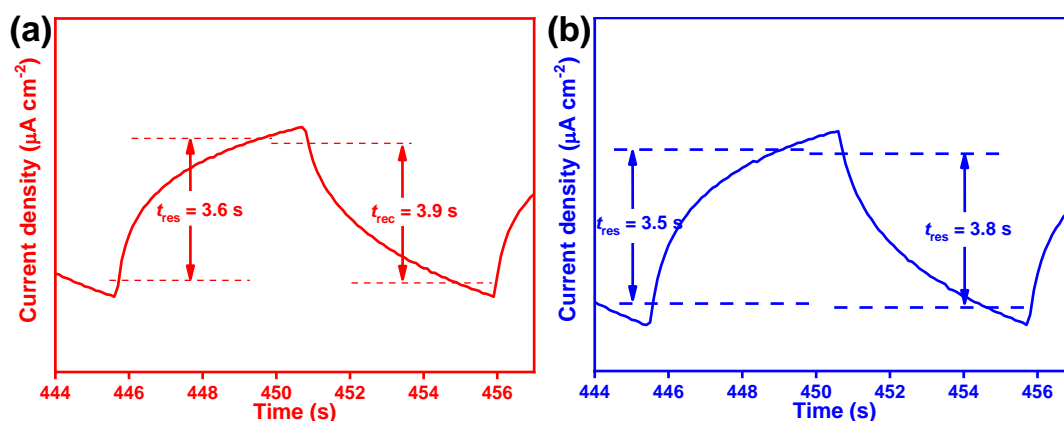 (a)
Current density (μA cm⁻²)
t_res = 3.6 s
t_rec = 3.9 s
444 446 448 450 452 454 456
Time (s)
(b)
Current density (μA cm⁻²)
t_res = 3.5 s
t_res = 3.8 s
444 446 448 450 452 454 456
Time (s)